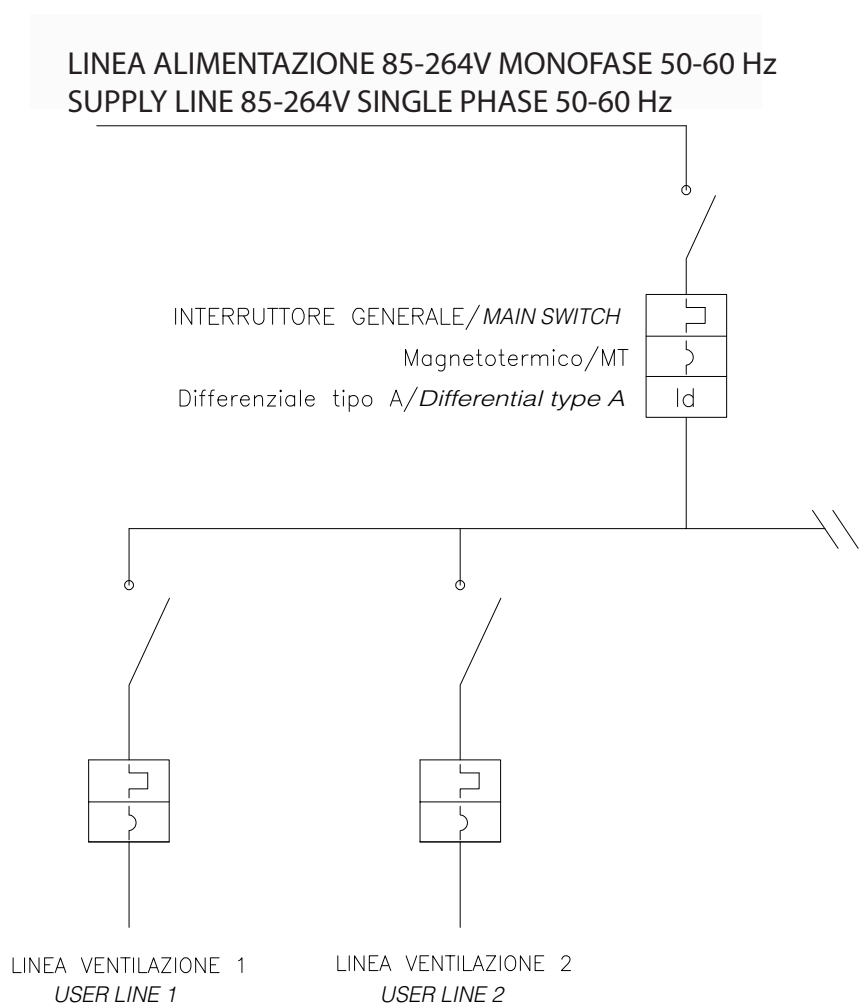 LINEA ALIMENTAZIONE 85-264V MONOFASE 50-60 Hz
SUPPLY LINE 85-264V SINGLE PHASE 50-60 Hz
INTERRUTTORE GENERALE/MAIN SWITCH
Magnetotermico/MT
Differenziale tipo A/Differential type A
Id
LINEA VENTILAZIONE 1
USER LINE 1
LINEA VENTILAZIONE 2
USER LINE 2